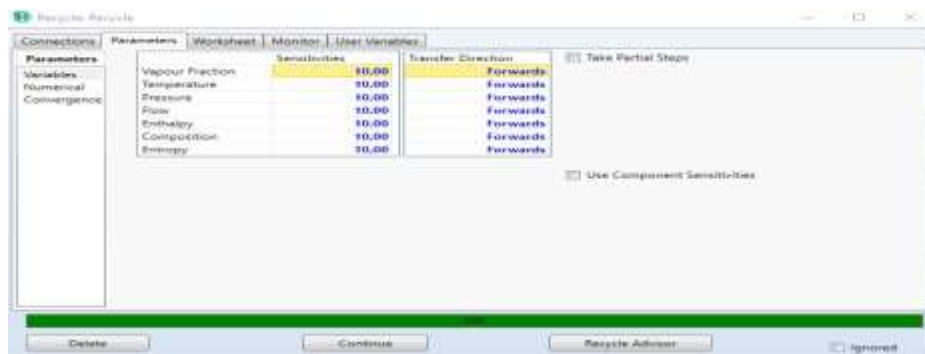 Recycle: Recycle
Connections Parameters Worksheet Monitor User Variables
Parameters
Variables
Numerical
Convergence
Sensitivities Transfer Direction
Vapour Fraction 10,00 Forwards
Temperature 10,00 Forwards
Pressure 10,00 Forwards
Flow 10,00 Forwards
Enthalpy 10,00 Forwards
Composition 10,00 Forwards
Entropy 10,00 Forwards
Take Partial Steps
Use Component Sensitivities
Delete Continue Recycle Advisor Ignored